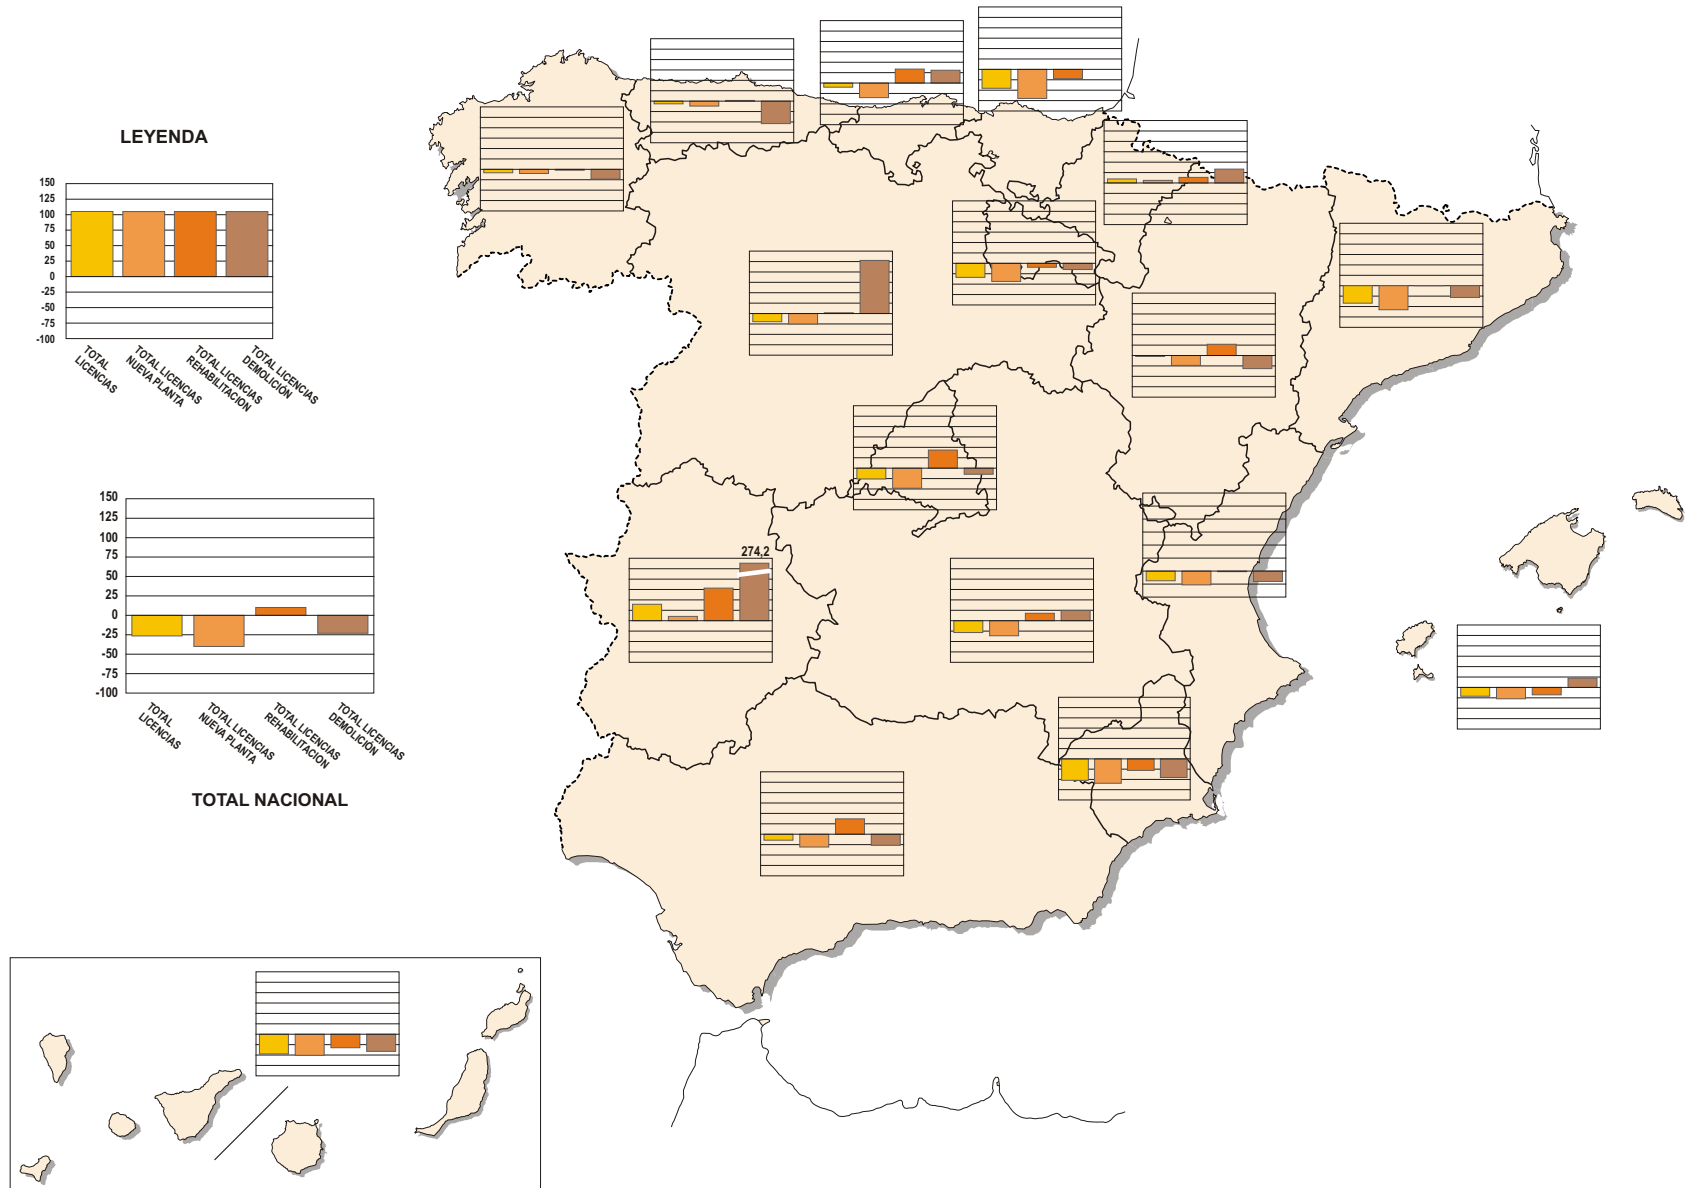 LEYENDA
150
125
100
75
50
25
0
-25
-50
-75
-100
TOTAL
LICENCIAS
TOTAL LICENCIAS
NUEVA PLANTA
TOTAL LICENCIAS
REHABILITACION
TOTAL LICENCIAS
DEMOLICIÓN
150
125
100
75
50
25
0
-25
-50
-75
-100
TOTAL
LICENCIAS
TOTAL LICENCIAS
NUEVA PLANTA
TOTAL LICENCIAS
REHABILITACION
TOTAL LICENCIAS
DEMOLICIÓN
TOTAL NACIONAL
274,2